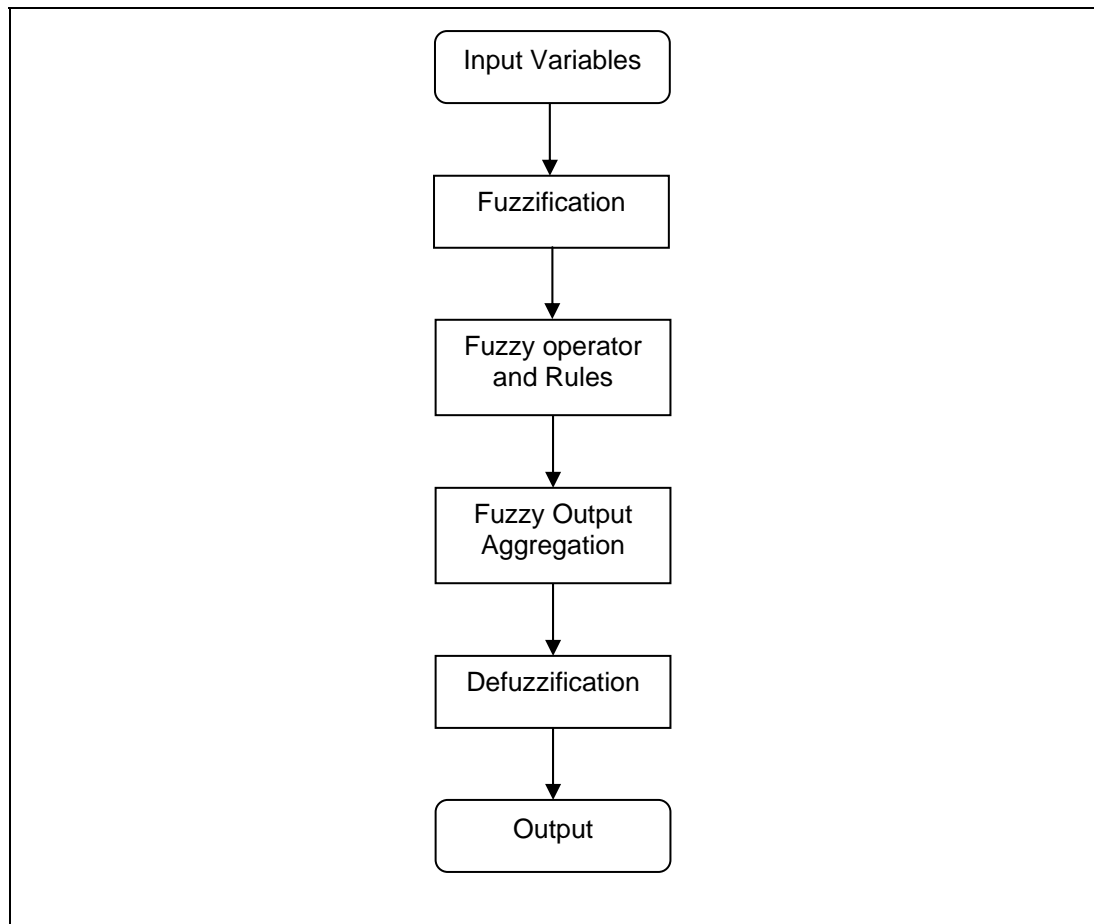 Input Variables
Fuzzification
Fuzzy operator
and Rules
Fuzzy Output
Aggregation
Defuzzification
Output